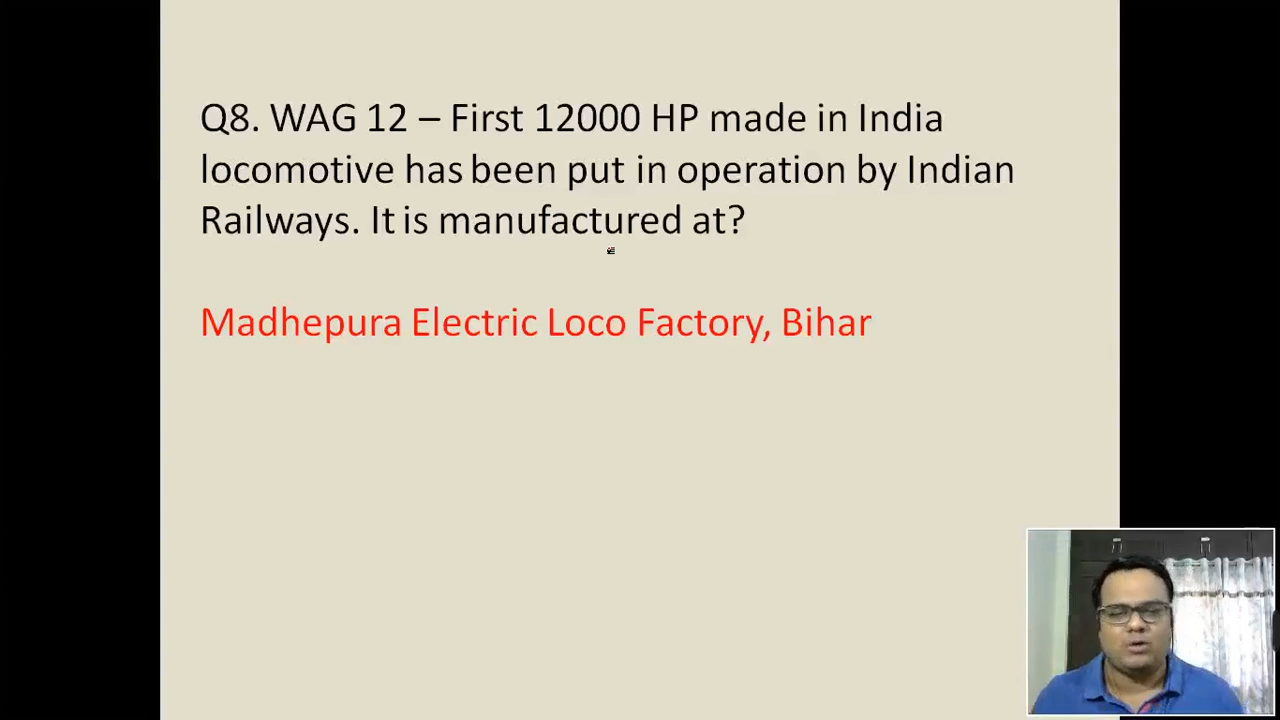 Q8. WAG 12 – First 12000 HP made in India
locomotive has been put in operation by Indian
Railways. It is manufactured at?
Madhepura Electric Loco Factory, Bihar